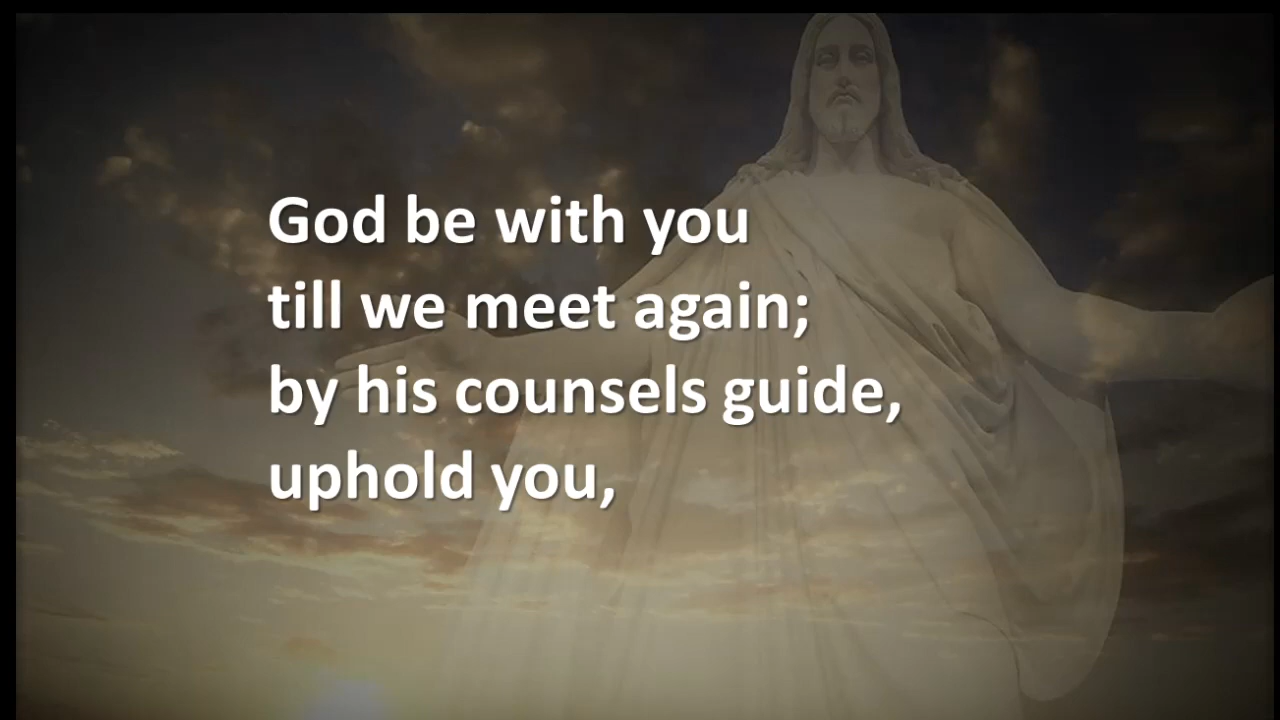 God be with you
till we meet again;
by his counsels guide,
uphold you,